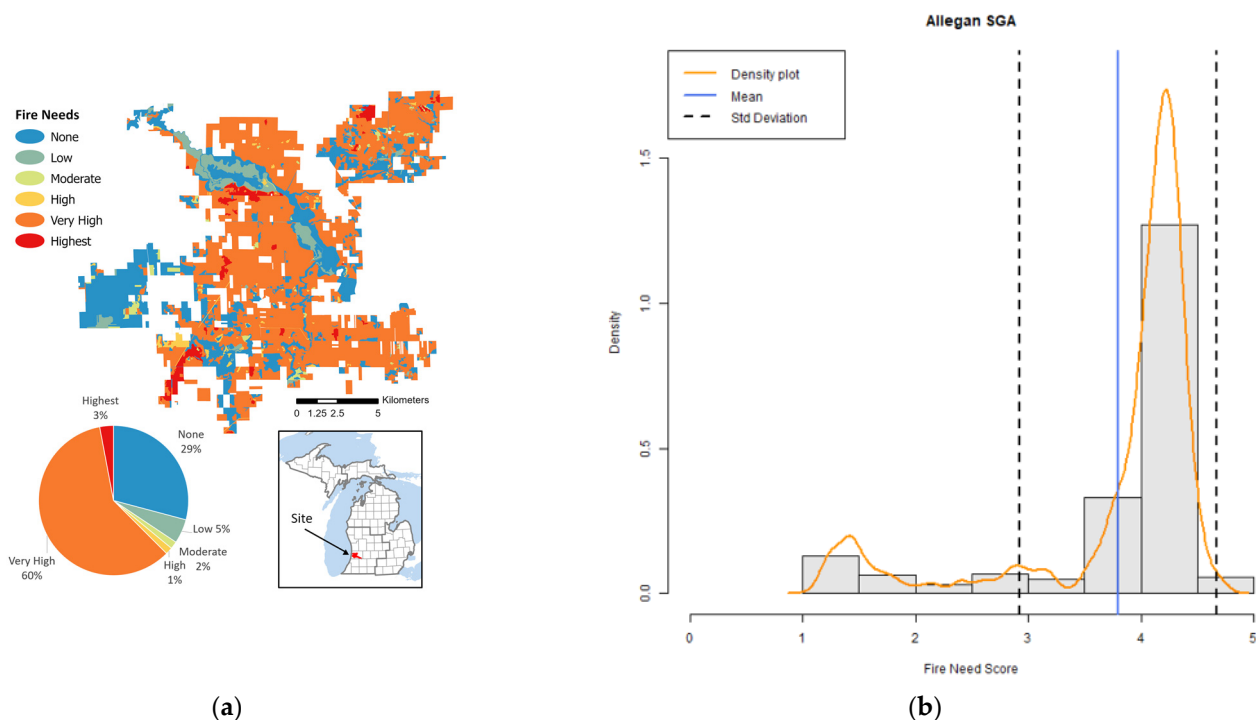 Fire Needs
None
Low
Moderate
High
Very High
Highest
Kilometers
0 1.25 2.5 5
Highest
3%
None
29%
Low 5%
Moderate
2%
High
1%
Very High
60%
Site
(a)
Allegan SGA
Density plot
Mean
Std Deviation
Density
1.5
1.0
0.5
0.0
0 1 2 3 4 5
Fire Need Score
(b)